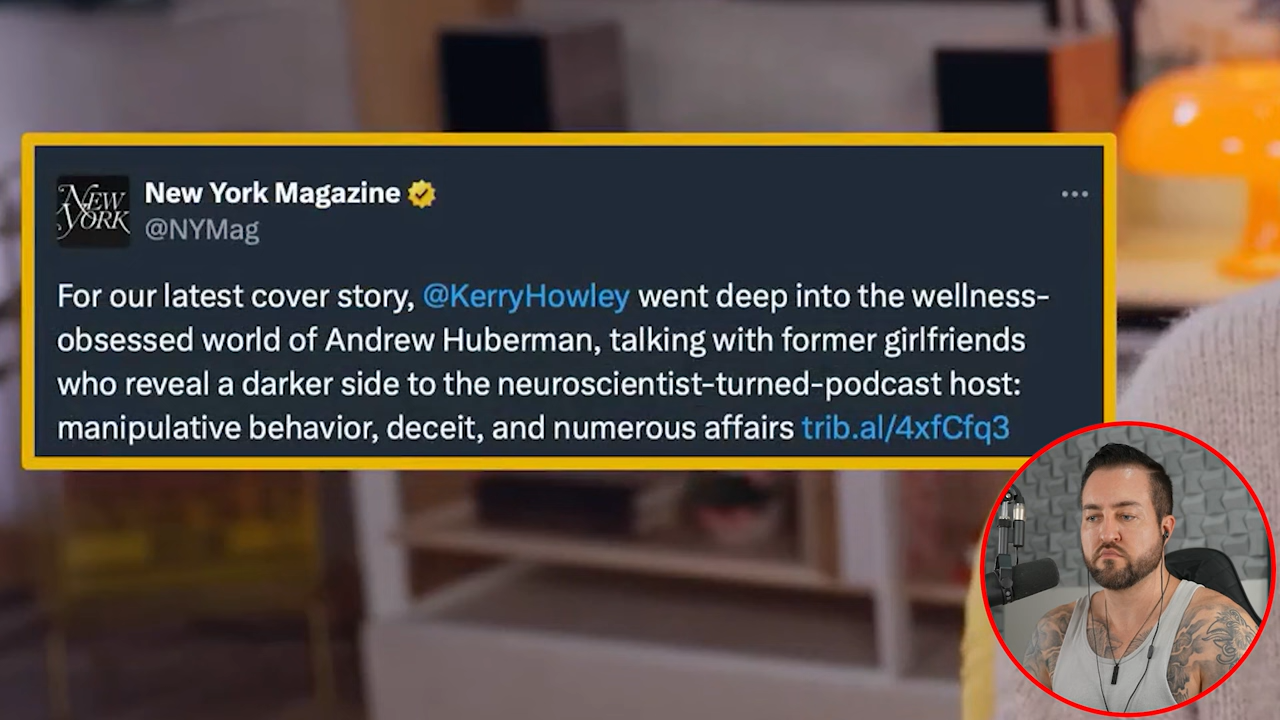 NEW
YORK
New York Magazine
@NYMag
For our latest cover story, @KerryHowley went deep into the wellness-
obsessed world of Andrew Huberman, talking with former girlfriends
who reveal a darker side to the neuroscientist-turned-podcast host:
manipulative behavior, deceit, and numerous affairs trib.al/4xfCfq3